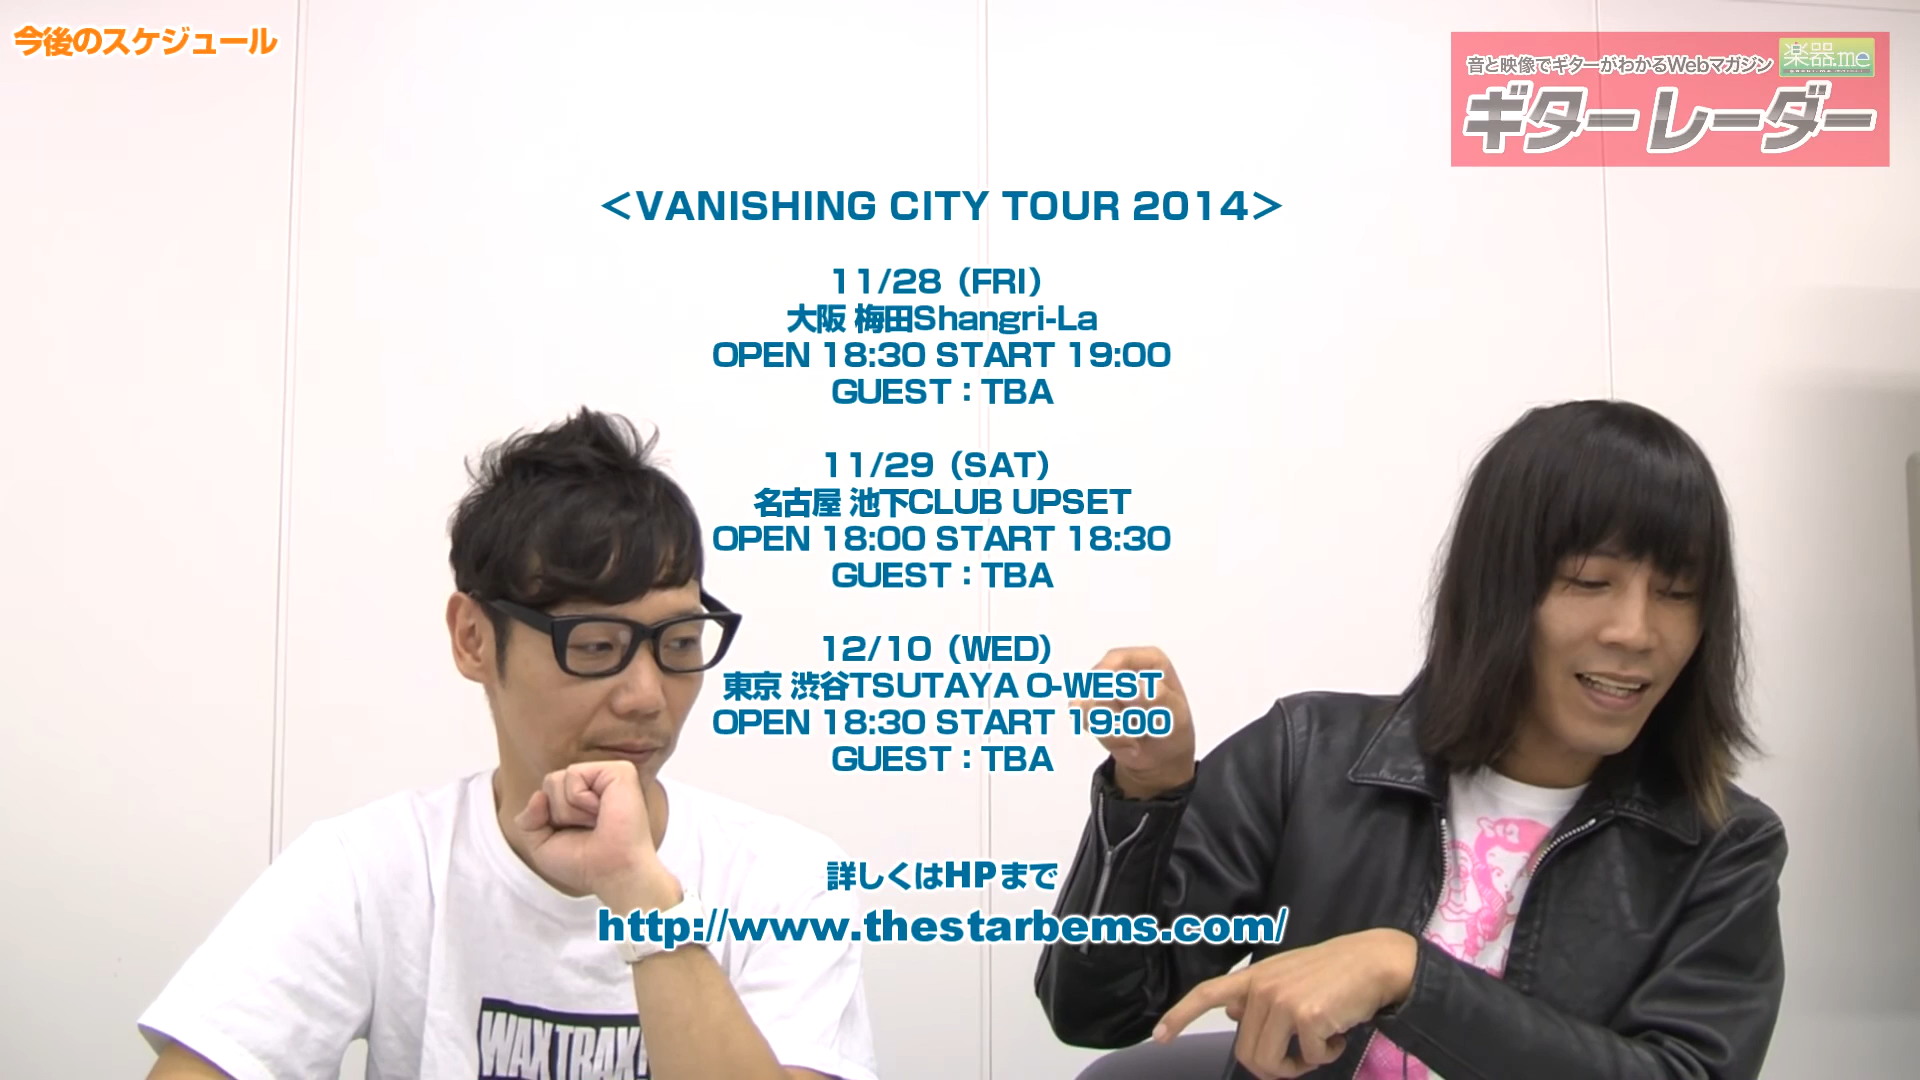 今後のスケジュール
音と映像でギターがわかるWebマガジン 楽器.me
ギターレーダー
＜VANISHING CITY TOUR 2014＞
11/28（FRI）
大阪 梅田Shangri-La
OPEN 18:30 START 19:00
GUEST：TBA
11/29（SAT）
名古屋 池下CLUB UPSET
OPEN 18:00 START 18:30
GUEST：TBA
12/10（WED）
東京 渋谷TSUTAYA O-WEST
OPEN 18:30 START 19:00
GUEST：TBA
詳しくはHPまで
http://www.thestarbems.com/
WAX TRAX!